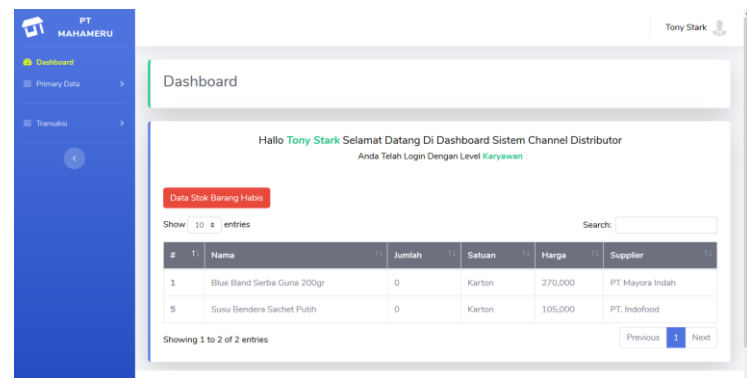 PT
MAHAMERU
Tony Stark
Dashboard
Primary Data
Transaksi
Dashboard
Hallo Tony Stark Selamat Datang Di Dashboard Sistem Channel Distributor
Anda Telah Login Dengan Level Karyawan
Data Stok Barang Habis
Show 10 entries
Search:
# Nama Jumlah Satuan Harga Supplier
1 Blue Band Serba Guna 200gr 0 Karton 270,000 PT Mayora Indah
5 Susu Bendera Sachet Putih 0 Karton 105,000 PT. Indofood
Showing 1 to 2 of 2 entries
Previous 1 Next